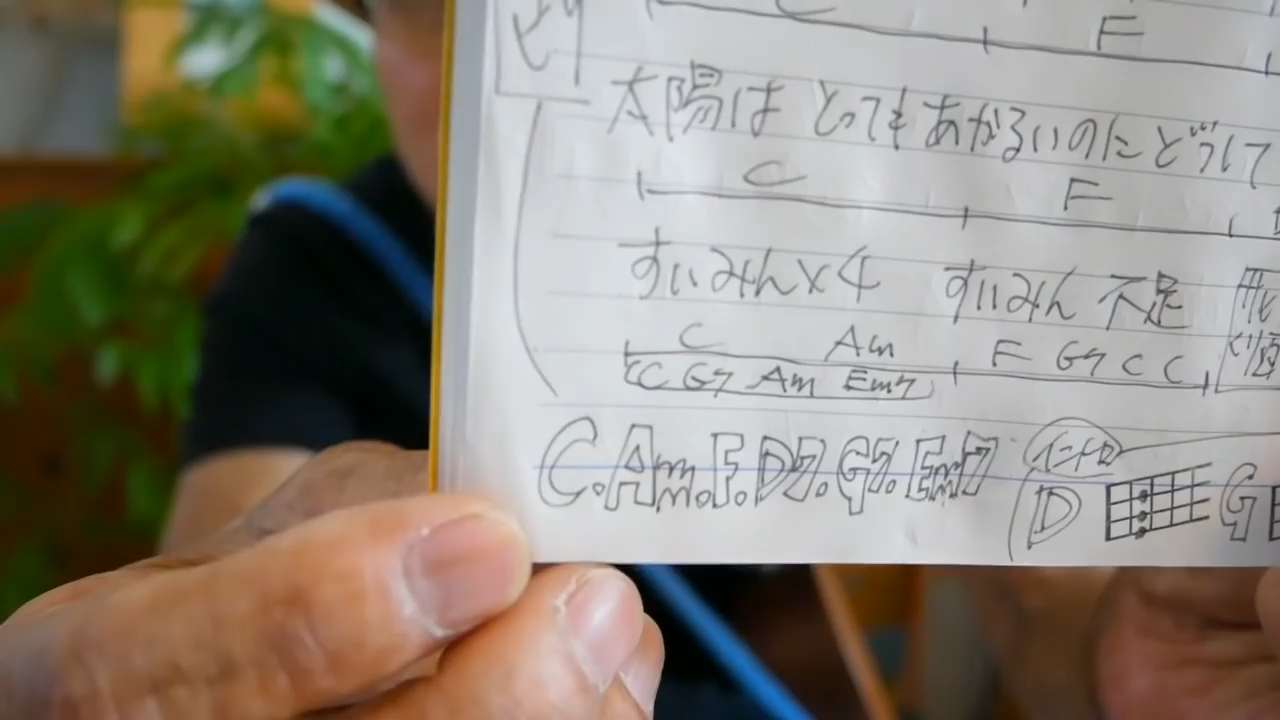 C F
太陽は とってもあかるいのに どうして
C F
すいみん×4 すいみん 不足
C Am F G7 C C
C G7 Am Em7
C.Am.F.D7.G7.Em7 イントロ
D G